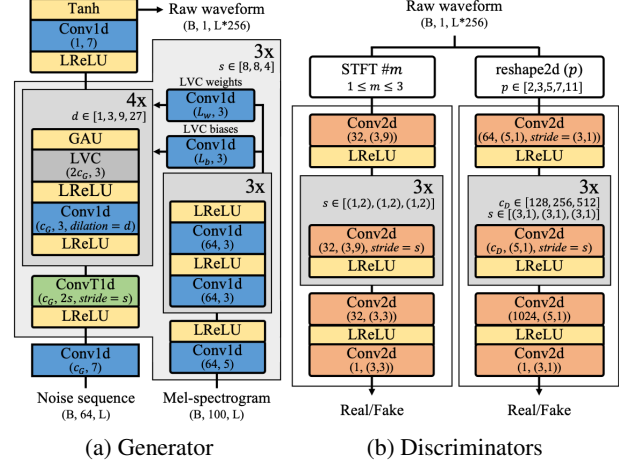 Tanh
Raw waveform
(B, 1, L*256)
Conv1d
(1, 7)
LReLU
3x
s ∈ [8, 8, 4]
4x
d ∈ [1, 3, 9, 27]
LVC weights
Conv1d
(L_w, 3)
LVC biases
Conv1d
(L_b, 3)
GAU
LVC
(2c_G, 3)
LReLU
Conv1d
(c_G, 3, dilation = d)
LReLU
3x
LReLU
Conv1d
(64, 3)
LReLU
Conv1d
(64, 3)
ConvT1d
(c_G, 2s, stride = s)
LReLU
LReLU
Conv1d
(64, 5)
Conv1d
(c_G, 7)
Noise sequence
(B, 64, L)
Mel-spectrogram
(B, 100, L)
(a) Generator
Raw waveform
(B, 1, L*256)
STFT #m
1 ≤ m ≤ 3
Conv2d
(32, (3,9))
LReLU
3x
s ∈ [(1,2), (1,2), (1,2)]
Conv2d
(32, (3,9), stride = s)
LReLU
Conv2d
(32, (3,3))
LReLU
Conv2d
(1, (3,3))
Real/Fake
reshape2d (p)
p ∈ [2,3,5,7,11]
Conv2d
(64, (5,1), stride = (3,1))
LReLU
3x
c_D ∈ [128, 256, 512]
s ∈ [(3,1), (3,1), (3,1)]
Conv2d
(c_D, (5,1), stride = s)
LReLU
Conv2d
(1024, (5,1))
LReLU
Conv2d
(1, (3,1))
Real/Fake
(b) Discriminators